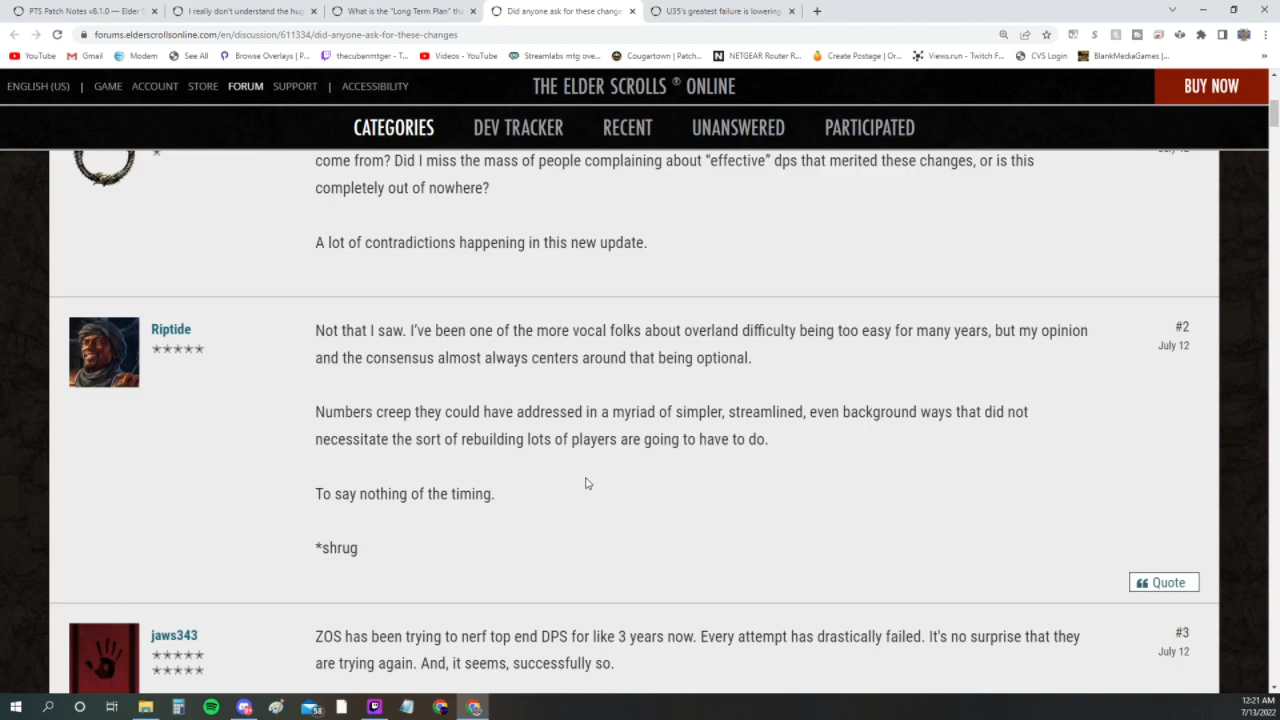 PTS Patch Notes v8.1.0 — Elder S
I really don't understand the hug
What is the "Long Term Plan" tha
Did anyone ask for these change
U35's greatest failure is lowering
forums.elderscrollsonline.com/en/discussion/611334/did-anyone-ask-for-these-changes
YouTube
Gmail
Modem
See All
Browse Overlays | P...
thecubanmtger - T...
Videos - YouTube
Streamlabs mtg ove...
Cougartown | Patch...
NETGEAR Router R...
Create Postage | Or...
Views.run - Twitch F...
CVS Login
BlankMediaGames |...
ENGLISH (US) | GAME ACCOUNT STORE FORUM SUPPORT | ACCESSIBILITY
THE ELDER SCROLLS ® ONLINE
BUY NOW
CATEGORIES DEV TRACKER RECENT UNANSWERED PARTICIPATED
come from? Did I miss the mass of people complaining about “effective” dps that merited these changes, or is this
completely out of nowhere?
A lot of contradictions happening in this new update.
Riptide
#2
July 12
Not that I saw. I’ve been one of the more vocal folks about overland difficulty being too easy for many years, but my opinion
and the consensus almost always centers around that being optional.
Numbers creep they could have addressed in a myriad of simpler, streamlined, even background ways that did not
necessitate the sort of rebuilding lots of players are going to have to do.
To say nothing of the timing.
*shrug
Quote
jaws343
#3
July 12
ZOS has been trying to nerf top end DPS for like 3 years now. Every attempt has drastically failed. It's no surprise that they
are trying again. And, it seems, successfully so.
58
12:21 AM
7/13/2022